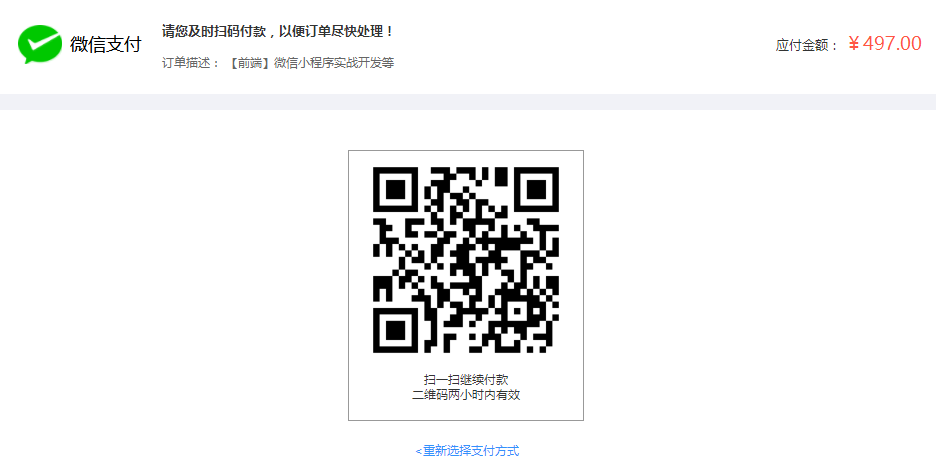 微信支付
请您及时扫码付款，以便订单尽快处理！
订单描述： 【前端】微信小程序实战开发等
应付金额： ￥497.00
扫一扫继续付款
二维码两小时内有效
<重新选择支付方式